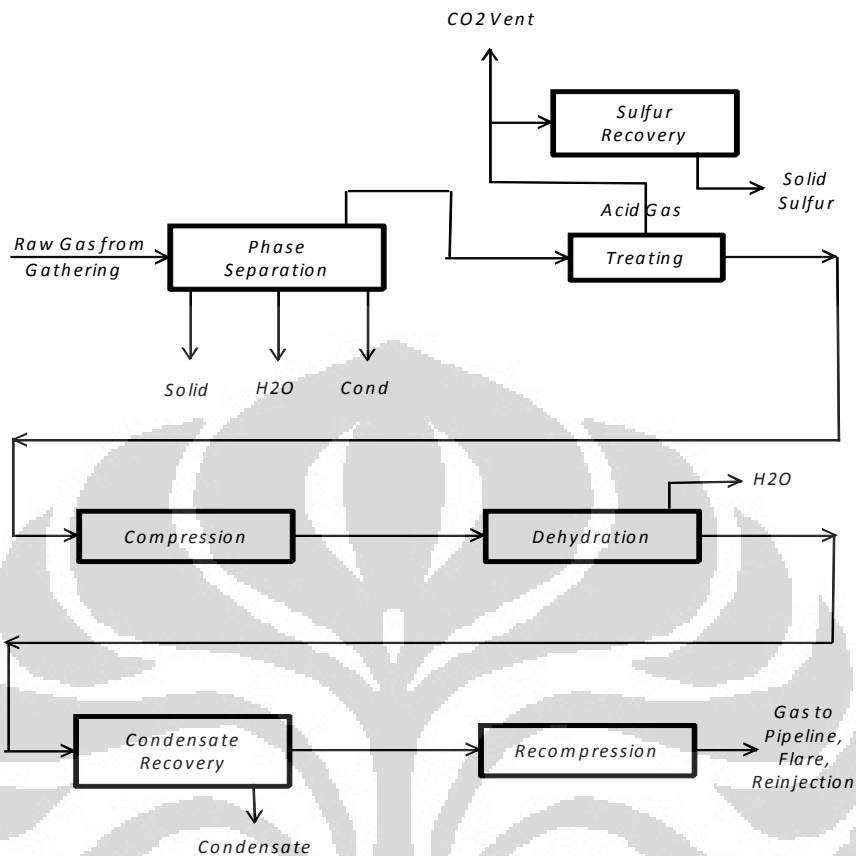 CO2 Vent
Sulfur
Recovery
Solid
Sulfur
Acid Gas
Raw Gas from
Gathering
Phase
Separation
Treating
Solid
H2O
Cond
H2O
Compression
Dehydration
Condensate
Recovery
Recompression
Gas to
Pipeline,
Flare,
Reinjection
Condensate